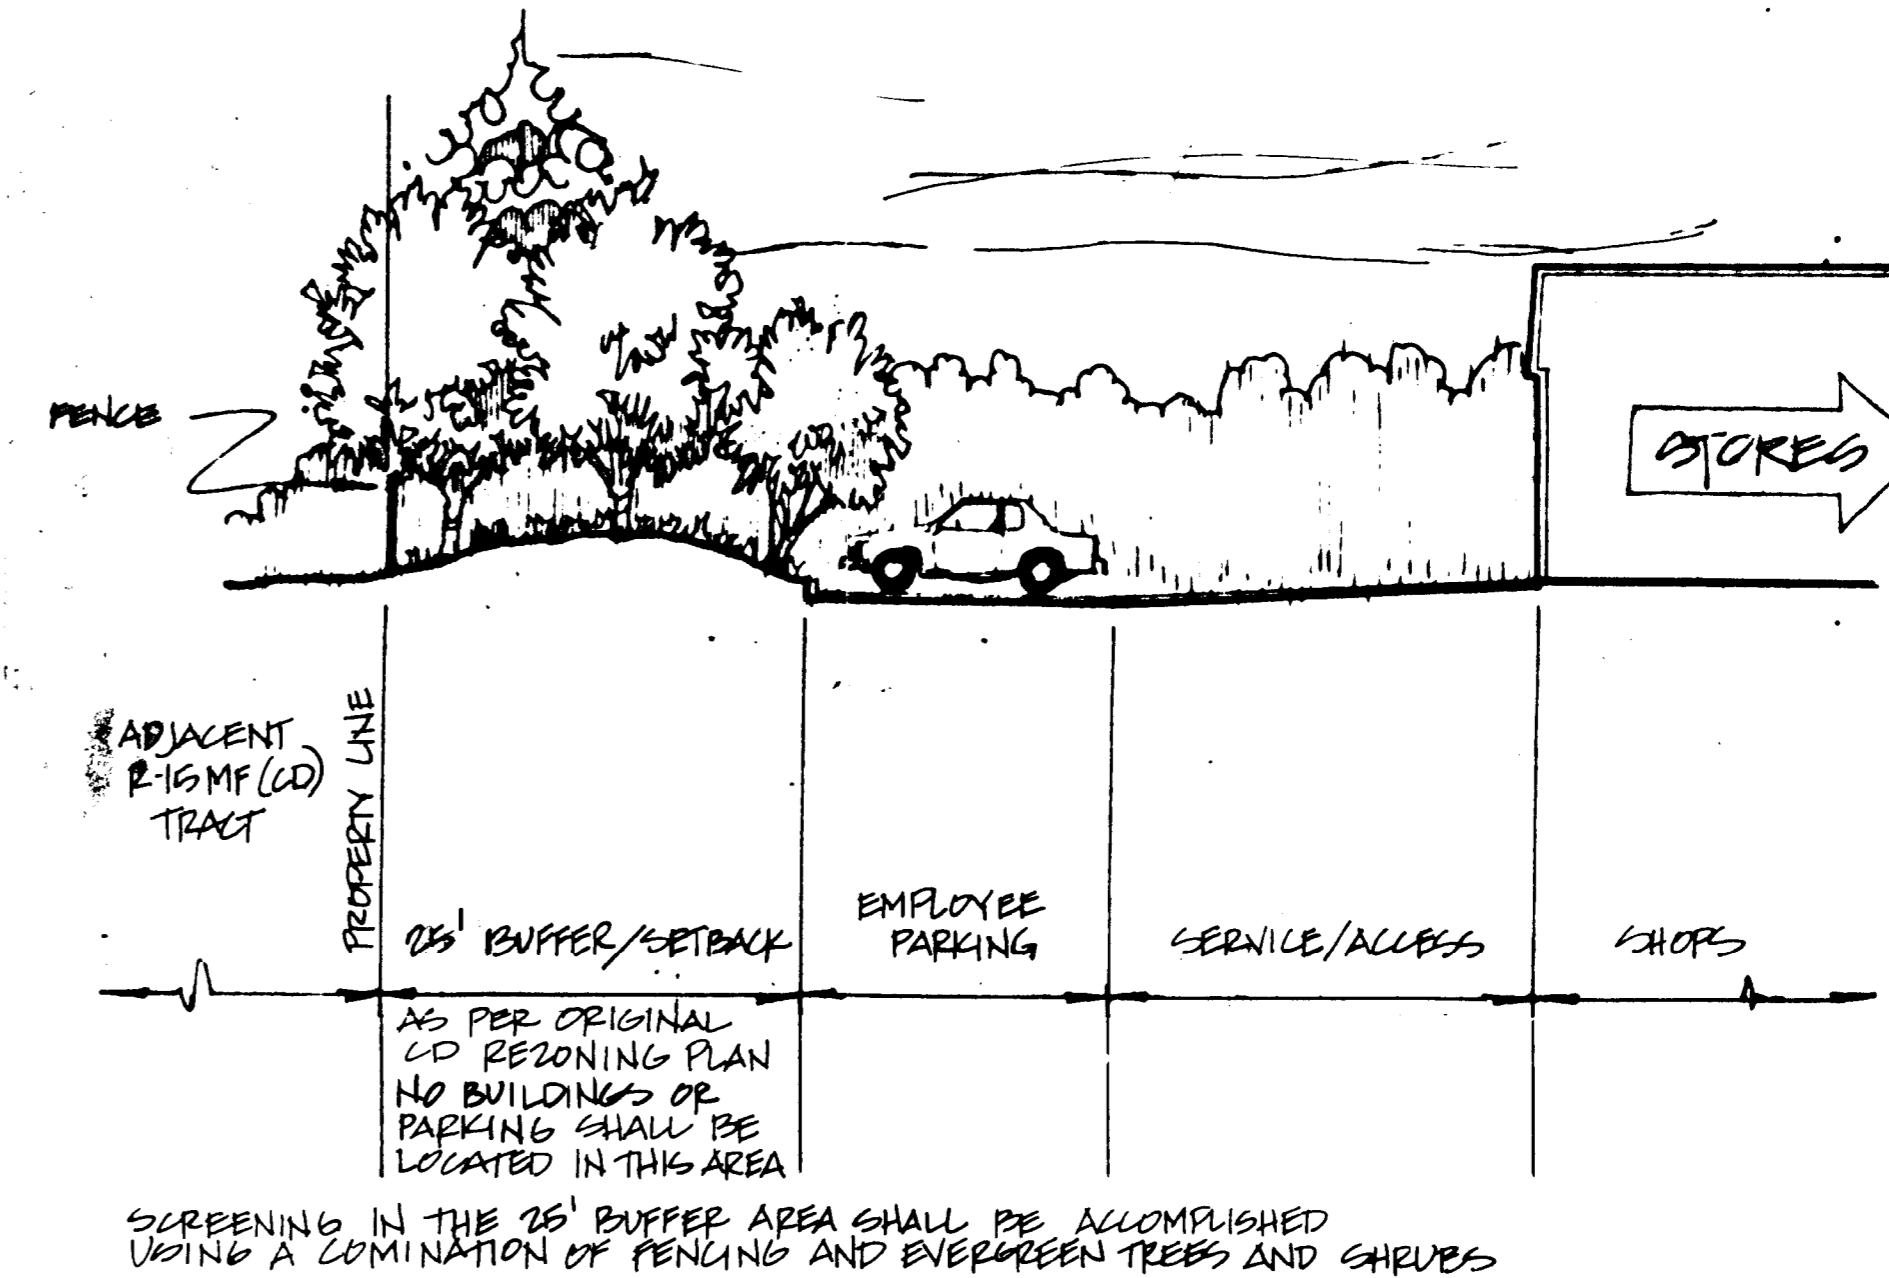 FENCE
STORES
ADJACENT
R-15MF(CD)
TRACT
PROPERTY LINE
25' BUFFER/SETBACK
EMPLOYEE
PARKING
SERVICE/ACCESS
SHOPS
AS PER ORIGINAL
CD REZONING PLAN
NO BUILDINGS OR
PARKING SHALL BE
LOCATED IN THIS AREA
SCREENING IN THE 25' BUFFER AREA SHALL BE ACCOMPLISHED
USING A COMINATION OF FENCING AND EVERGREEN TREES AND SHRUBS